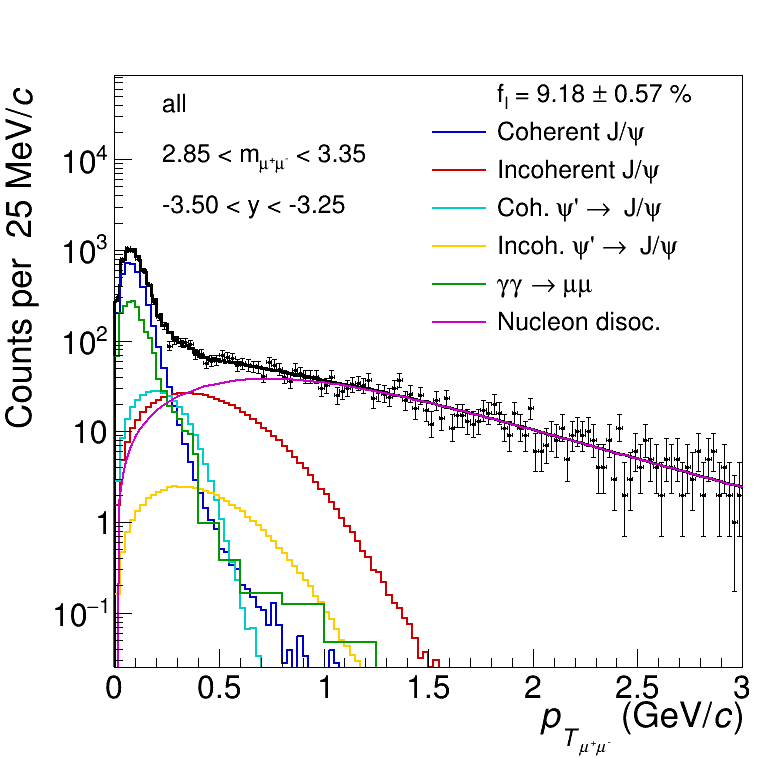 all
2.85 < m_{μ⁺μ⁻} < 3.35
-3.50 < y < -3.25
f_I = 9.18 ± 0.57 %
Coherent J/ψ
Incoherent J/ψ
Coh. ψ' → J/ψ
Incoh. ψ' → J/ψ
γγ → μμ
Nucleon disoc.
Counts per 25 MeV/c
10⁴
10³
10²
10
1
10⁻¹
0 0.5 1 1.5 2 2.5 3
p_{T μ⁺μ⁻} (GeV/c)